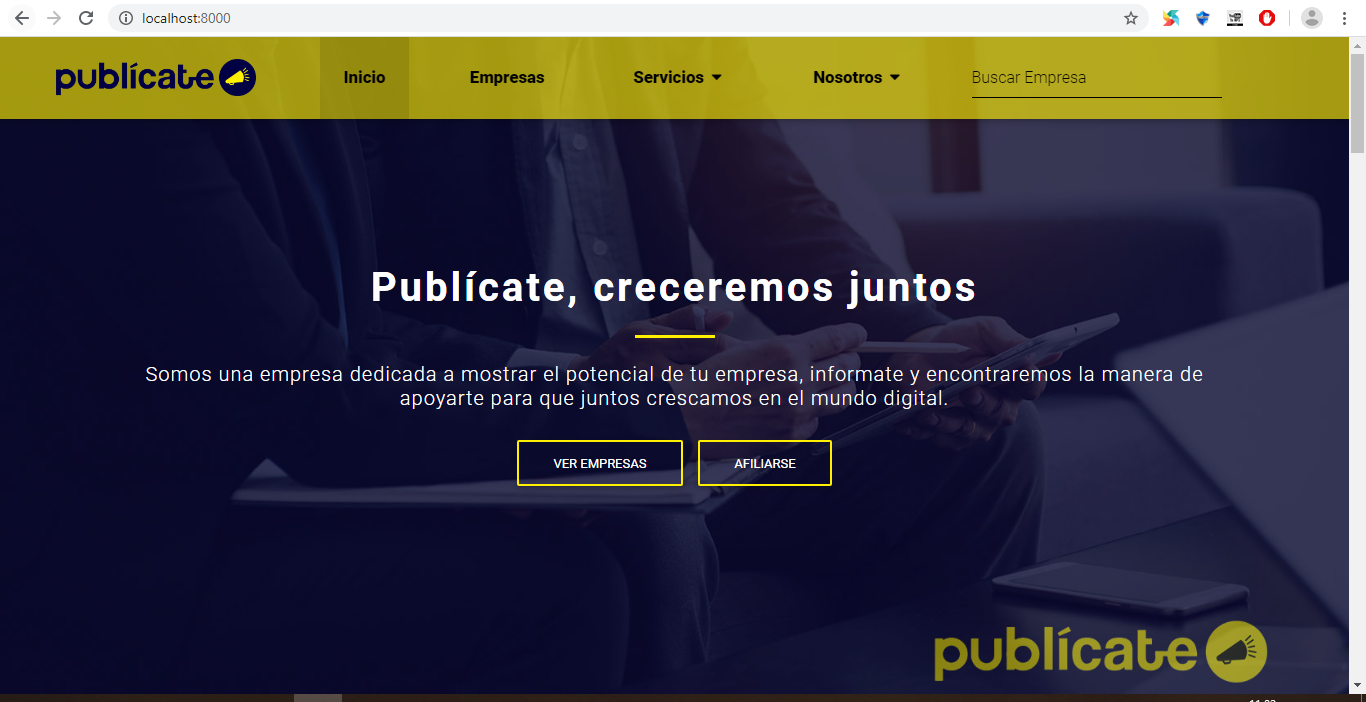 localhost:8000
publícate
Inicio
Empresas
Servicios
Nosotros
Buscar Empresa
Publícate, creceremos juntos
Somos una empresa dedicada a mostrar el potencial de tu empresa, informate y encontraremos la manera de
apoyarte para que juntos crescamos en el mundo digital.
VER EMPRESAS
AFILIARSE
publícate